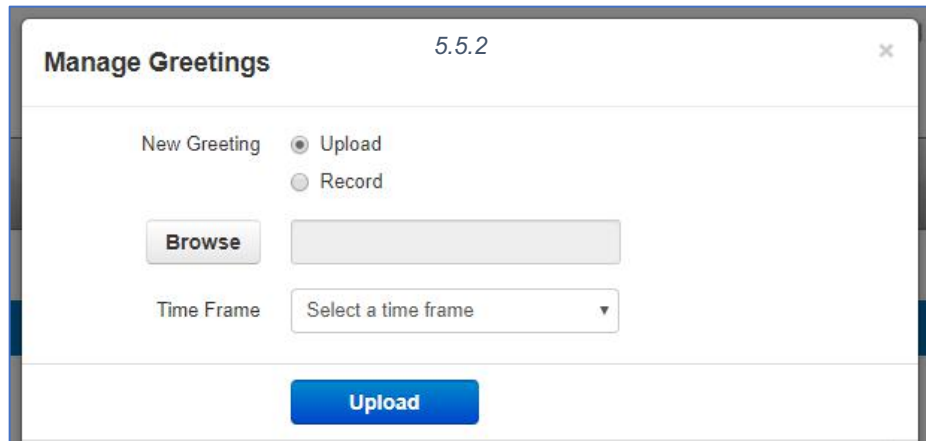 5.5.2
Manage Greetings ×
New Greeting Upload
Record
Browse
Time Frame Select a time frame
Upload